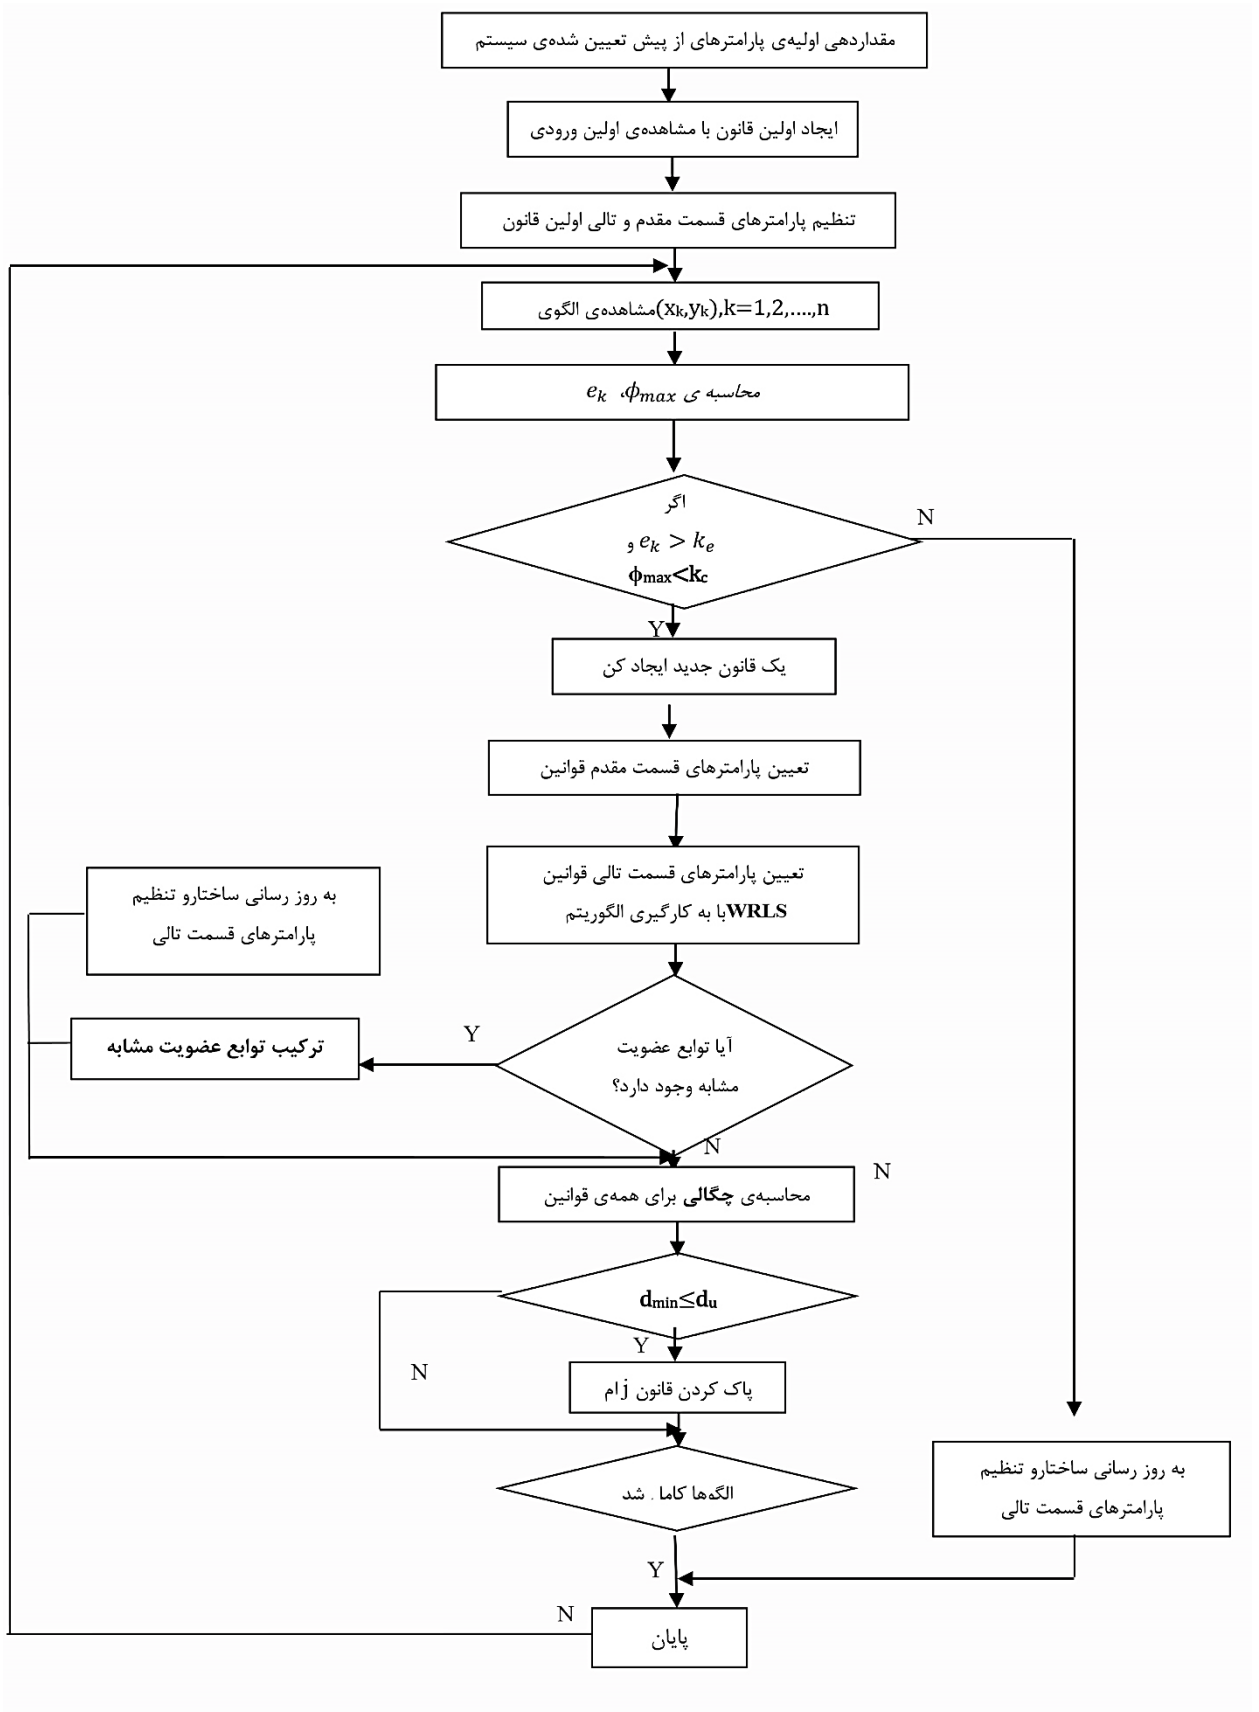 مقداردهی اولیه‌ی پارامترهای از پیش تعیین شده‌ی سیستم
ایجاد اولین قانون با مشاهده‌ی اولین ورودی
تنظیم پارامترهای قسمت مقدم و تالی اولین قانون
مشاهده‌ی الگوی(xₖ,yₖ),k=1,2,....,n
محاسبه ی ϕₘₐₓ، eₖ
اگر
eₖ > kₑ و
ϕmax<kc
N
Y
یک قانون جدید ایجاد کن
تعیین پارامترهای قسمت مقدم قوانین
تعیین پارامترهای قسمت تالی قوانین
با به کارگیری الگوریتم WRLS
به روز رسانی ساختارو تنظیم
پارامترهای قسمت تالی
آیا توابع عضویت
مشابه وجود دارد؟
Y
ترکیب توابع عضویت مشابه
N
N
محاسبه‌ی چگالی برای همه‌ی قوانین
dmin≤du
Y
N
پاک کردن قانون j ام
الگوها شد
به روز رسانی ساختارو تنظیم
پارامترهای قسمت تالی
Y
N
پایان